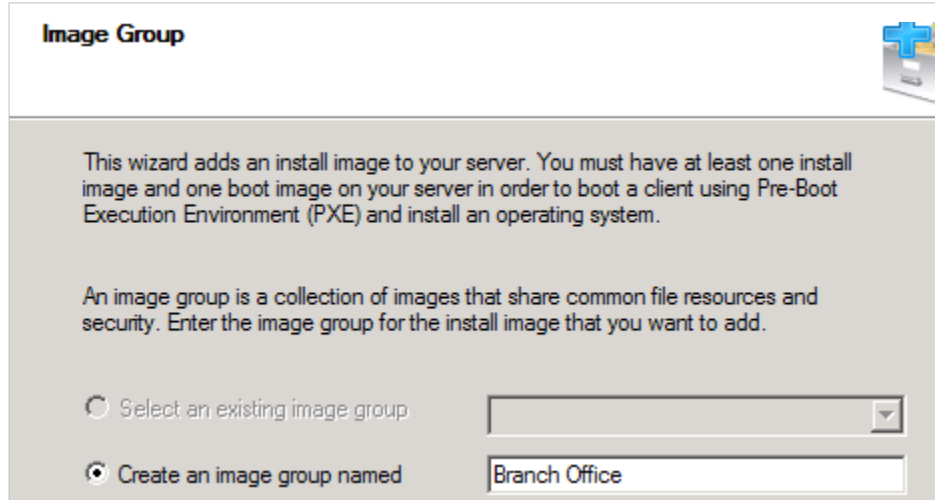 Image Group
This wizard adds an install image to your server. You must have at least one install
image and one boot image on your server in order to boot a client using Pre-Boot
Execution Environment (PXE) and install an operating system.
An image group is a collection of images that share common file resources and
security. Enter the image group for the install image that you want to add.
Select an existing image group
Create an image group named Branch Office